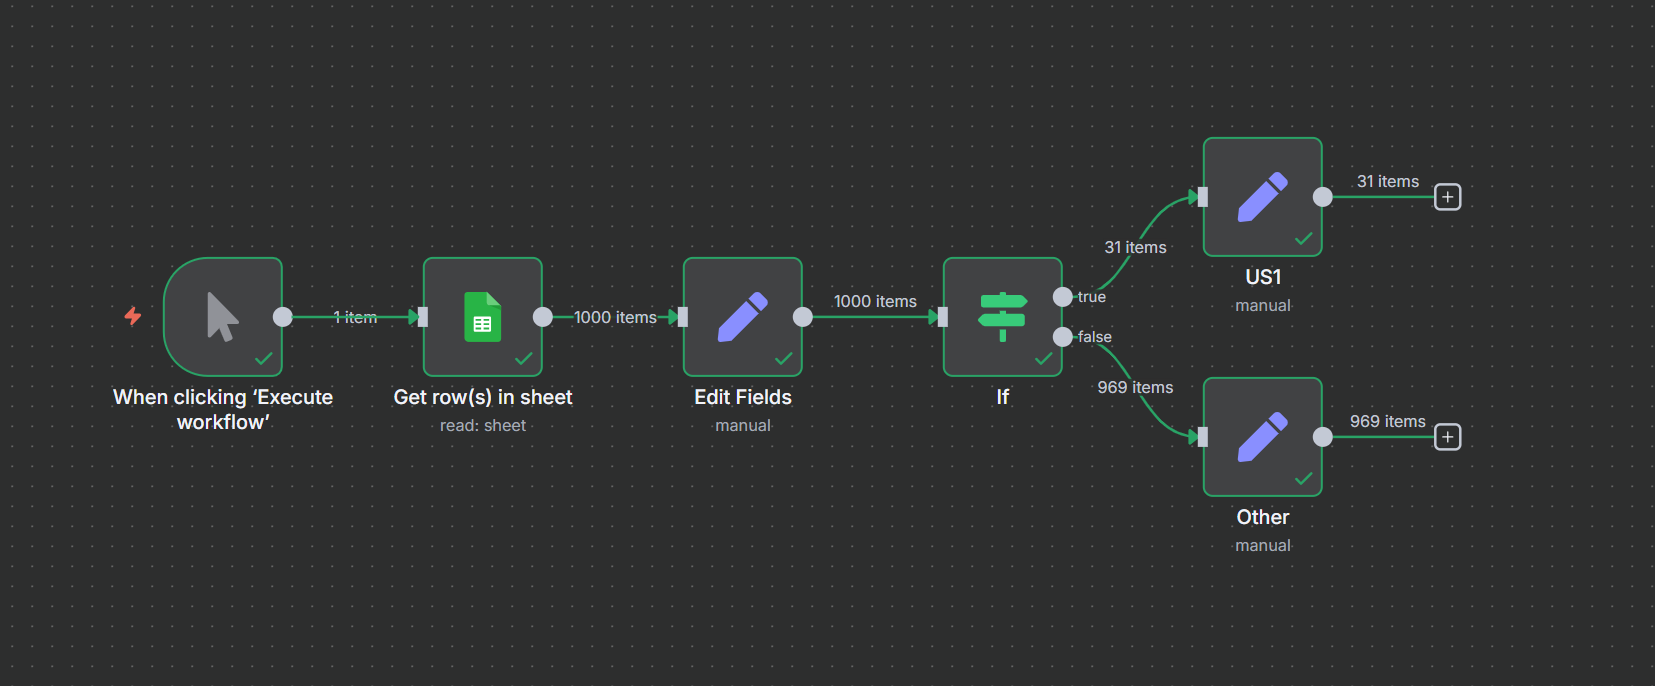 When clicking ‘Execute
workflow’
1 item
Get row(s) in sheet
read: sheet
1000 items
Edit Fields
manual
1000 items
If
true
false
31 items
969 items
US1
manual
31 items
Other
manual
969 items